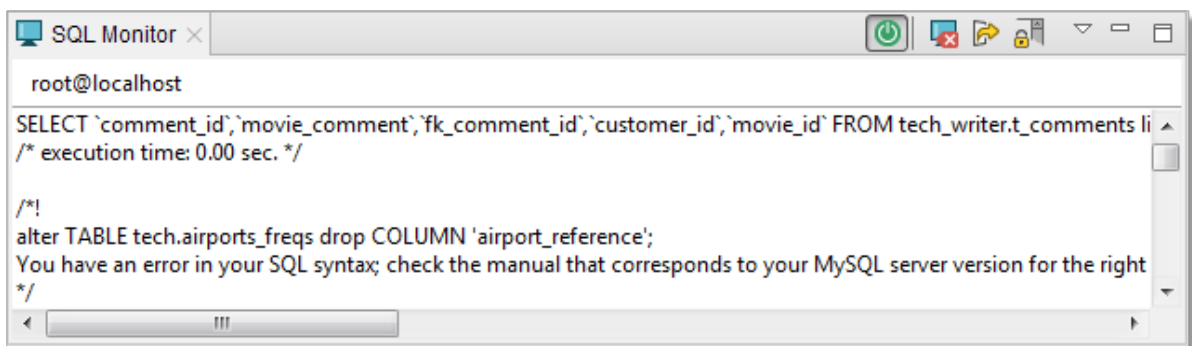 SQL Monitor
root@localhost
SELECT `comment_id`,`movie_comment`,`fk_comment_id`,`customer_id`,`movie_id` FROM tech_writer.t_comments li
/* execution time: 0.00 sec. */
/*!
alter TABLE tech.airports_freqs drop COLUMN 'airport_reference';
You have an error in your SQL syntax; check the manual that corresponds to your MySQL server version for the right
*/